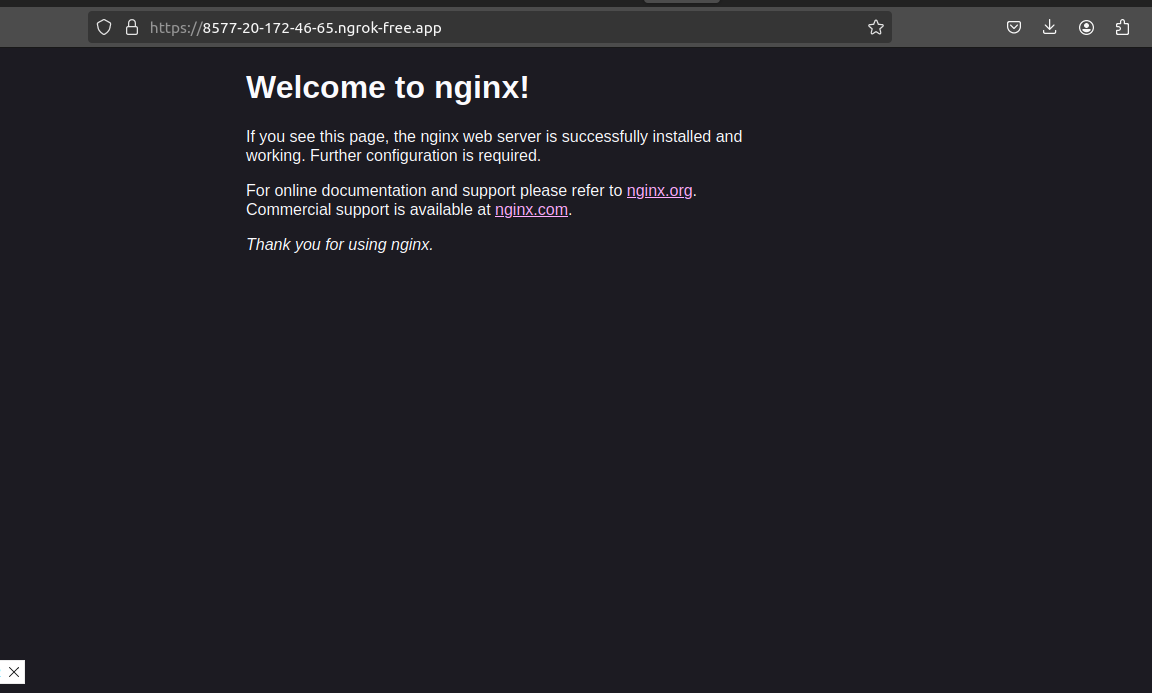 https://8577-20-172-46-65.ngrok-free.app
Welcome to nginx!
If you see this page, the nginx web server is successfully installed and
working. Further configuration is required.
For online documentation and support please refer to nginx.org.
Commercial support is available at nginx.com.
Thank you for using nginx.